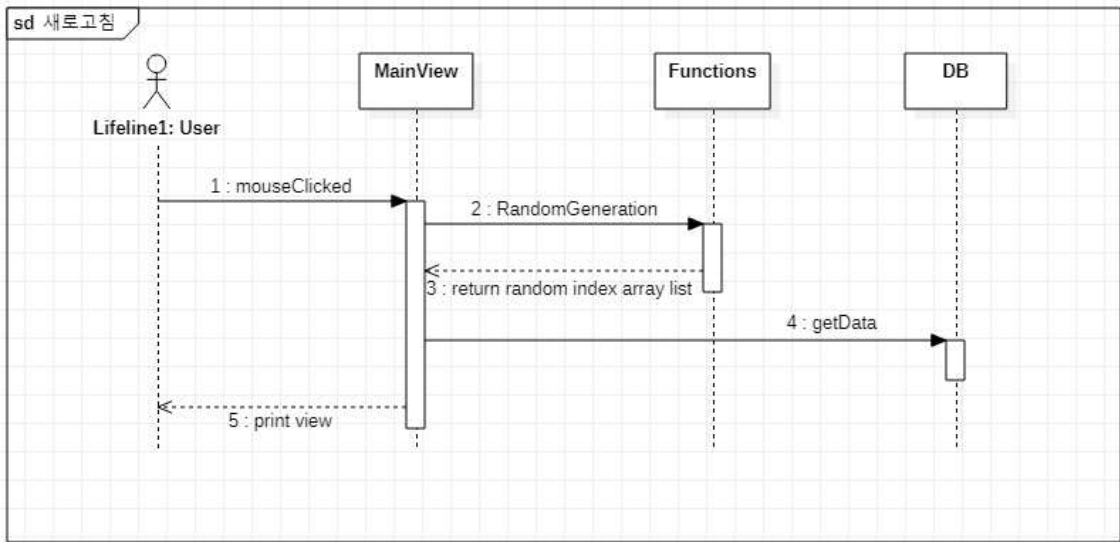 sd 새로고침
MainView
Functions
DB
Lifeline1: User
1 : mouseClicked
2 : RandomGeneration
3 : return random index array list
4 : getData
5 : print view